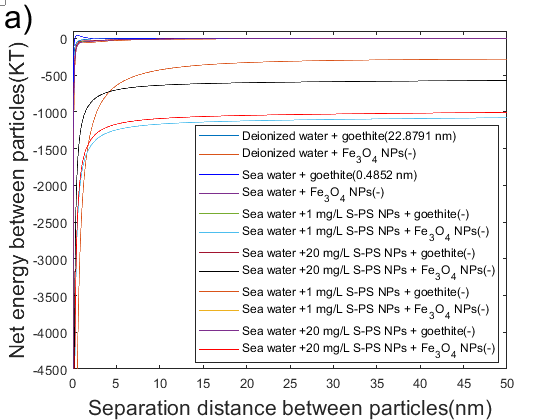 a)
Net energy between particles(KT)
0
-500
-1000
-1500
-2000
-2500
-3000
-3500
-4000
-4500
Deionized water + goethite(22.8791 nm)
Deionized water + Fe₃O₄ NPs(-)
Sea water + goethite(0.4852 nm)
Sea water + Fe₃O₄ NPs(-)
Sea water +1 mg/L S-PS NPs + goethite(-)
Sea water +1 mg/L S-PS NPs + Fe₃O₄ NPs(-)
Sea water +20 mg/L S-PS NPs + goethite(-)
Sea water +20 mg/L S-PS NPs + Fe₃O₄ NPs(-)
Sea water +1 mg/L S-PS NPs + goethite(-)
Sea water +1 mg/L S-PS NPs + Fe₃O₄ NPs(-)
Sea water +20 mg/L S-PS NPs + goethite(-)
Sea water +20 mg/L S-PS NPs + Fe₃O₄ NPs(-)
0 5 10 15 20 25 30 35 40 45 50
Separation distance between particles(nm)